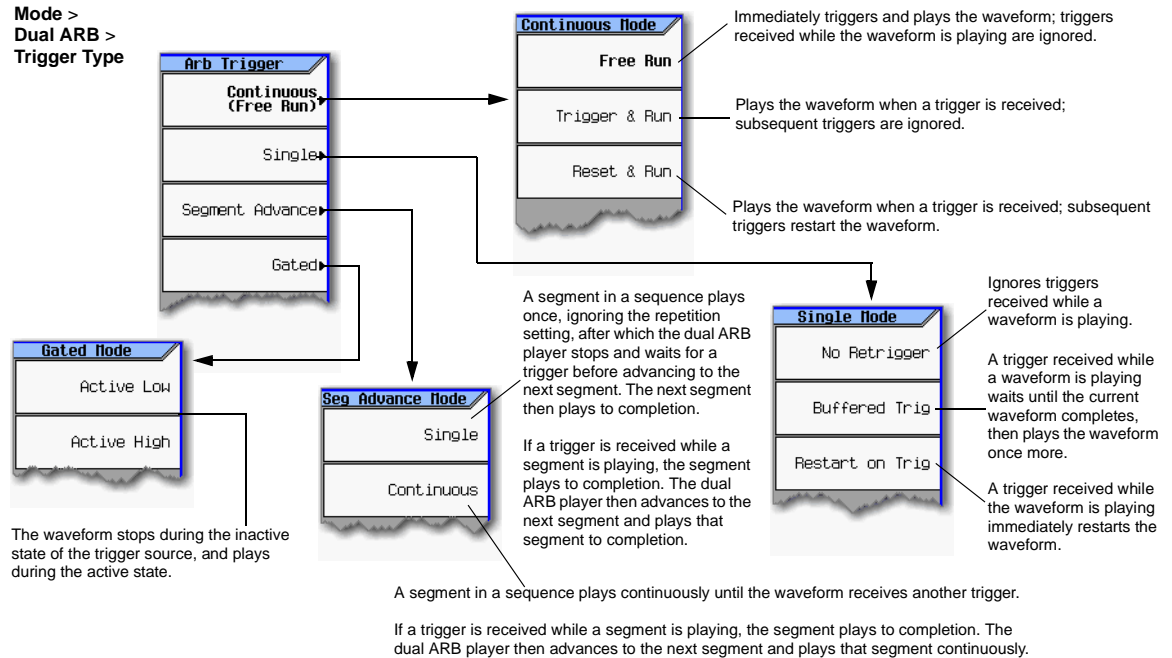 Mode >
Dual ARB >
Trigger Type
Arb Trigger
Continuous
(Free Run)
Single
Segment Advance
Gated
Continuous Mode
Free Run
Trigger & Run
Reset & Run
Immediately triggers and plays the waveform; triggers
received while the waveform is playing are ignored.
Plays the waveform when a trigger is received;
subsequent triggers are ignored.
Plays the waveform when a trigger is received; subsequent
triggers restart the waveform.
Gated Mode
Active Low
Active High
The waveform stops during the inactive
state of the trigger source, and plays
during the active state.
Seg Advance Mode
Single
Continuous
A segment in a sequence plays
once, ignoring the repetition
setting, after which the dual ARB
player stops and waits for a
trigger before advancing to the
next segment. The next segment
then plays to completion.
If a trigger is received while a
segment is playing, the segment
plays to completion. The dual
ARB player then advances to the
next segment and plays that
segment to completion.
Single Mode
No Retrigger
Buffered Trig
Restart on Trig
Ignores triggers
received while a
waveform is playing.
A trigger received while
a waveform is playing
waits until the current
waveform completes,
then plays the waveform
once more.
A trigger received while
the waveform is playing
immediately restarts the
waveform.
A segment in a sequence plays continuously until the waveform receives another trigger.
If a trigger is received while a segment is playing, the segment plays to completion. The
dual ARB player then advances to the next segment and plays that segment continuously.